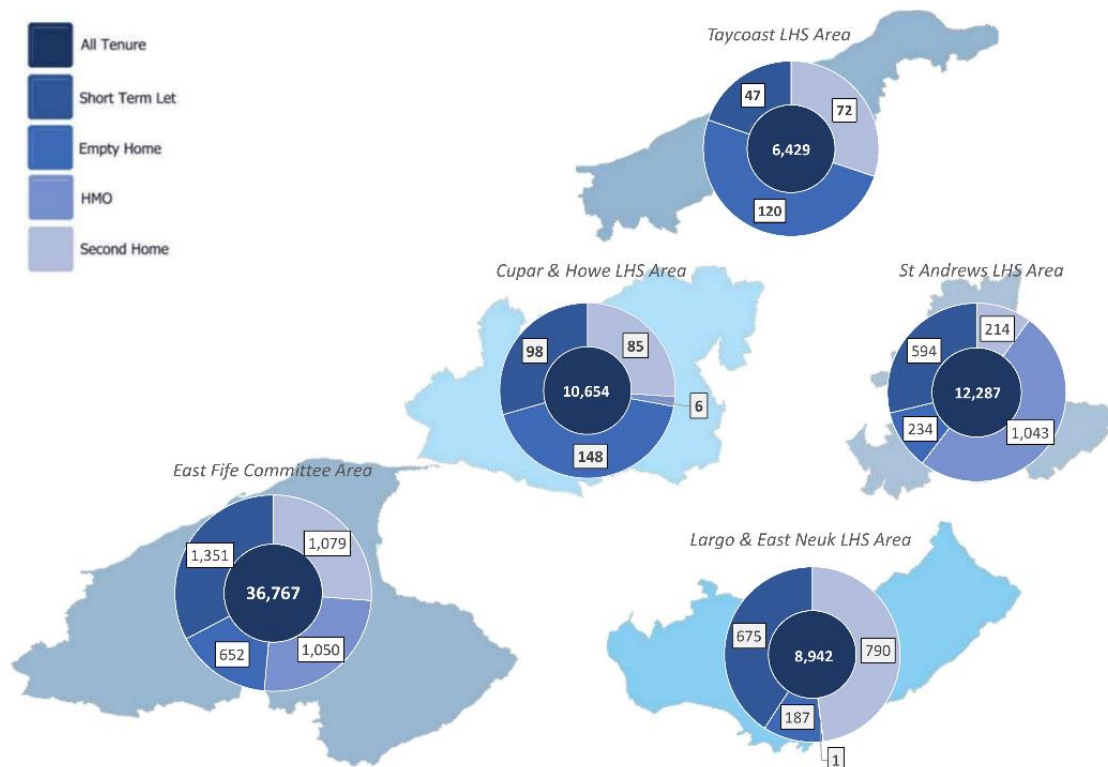 All Tenure
Short Term Let
Empty Home
HMO
Second Home
Taycoast LHS Area
47
72
6,429
120
Cupar & Howe LHS Area
98
85
10,654
6
148
St Andrews LHS Area
214
594
12,287
234
1,043
East Fife Committee Area
1,351
1,079
36,767
652
1,050
Largo & East Neuk LHS Area
675
790
8,942
187
1